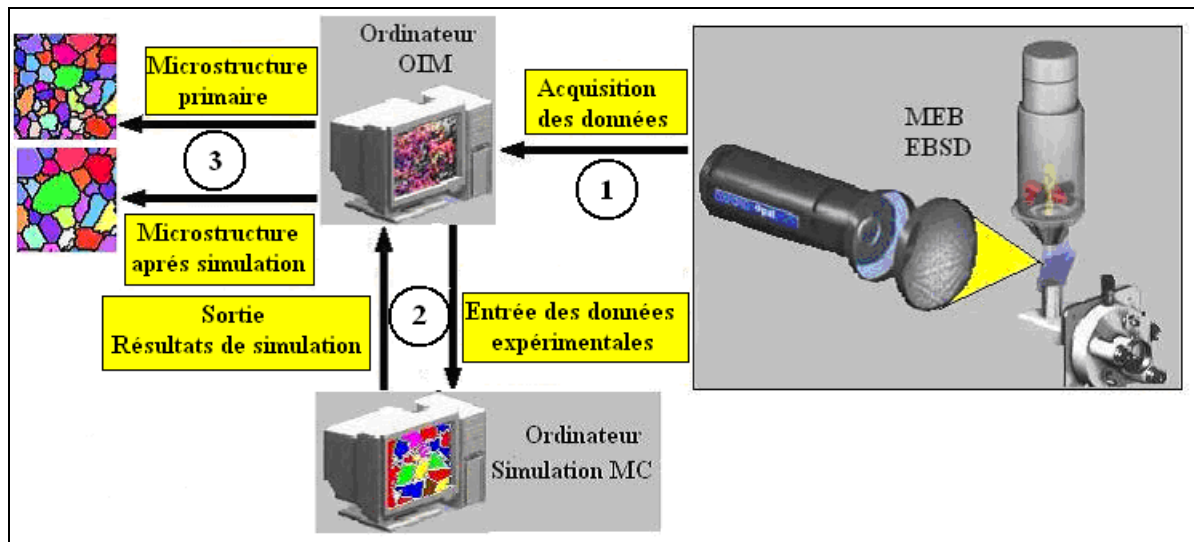 Ordinateur
OIM
Microstructure
primaire
Acquisition
des données
MEB
EBSD
3
1
Opal
Microstructure
aprés simulation
Sortie
Résultats de simulation
2
Entrée des données
expérimentales
Ordinateur
Simulation MC